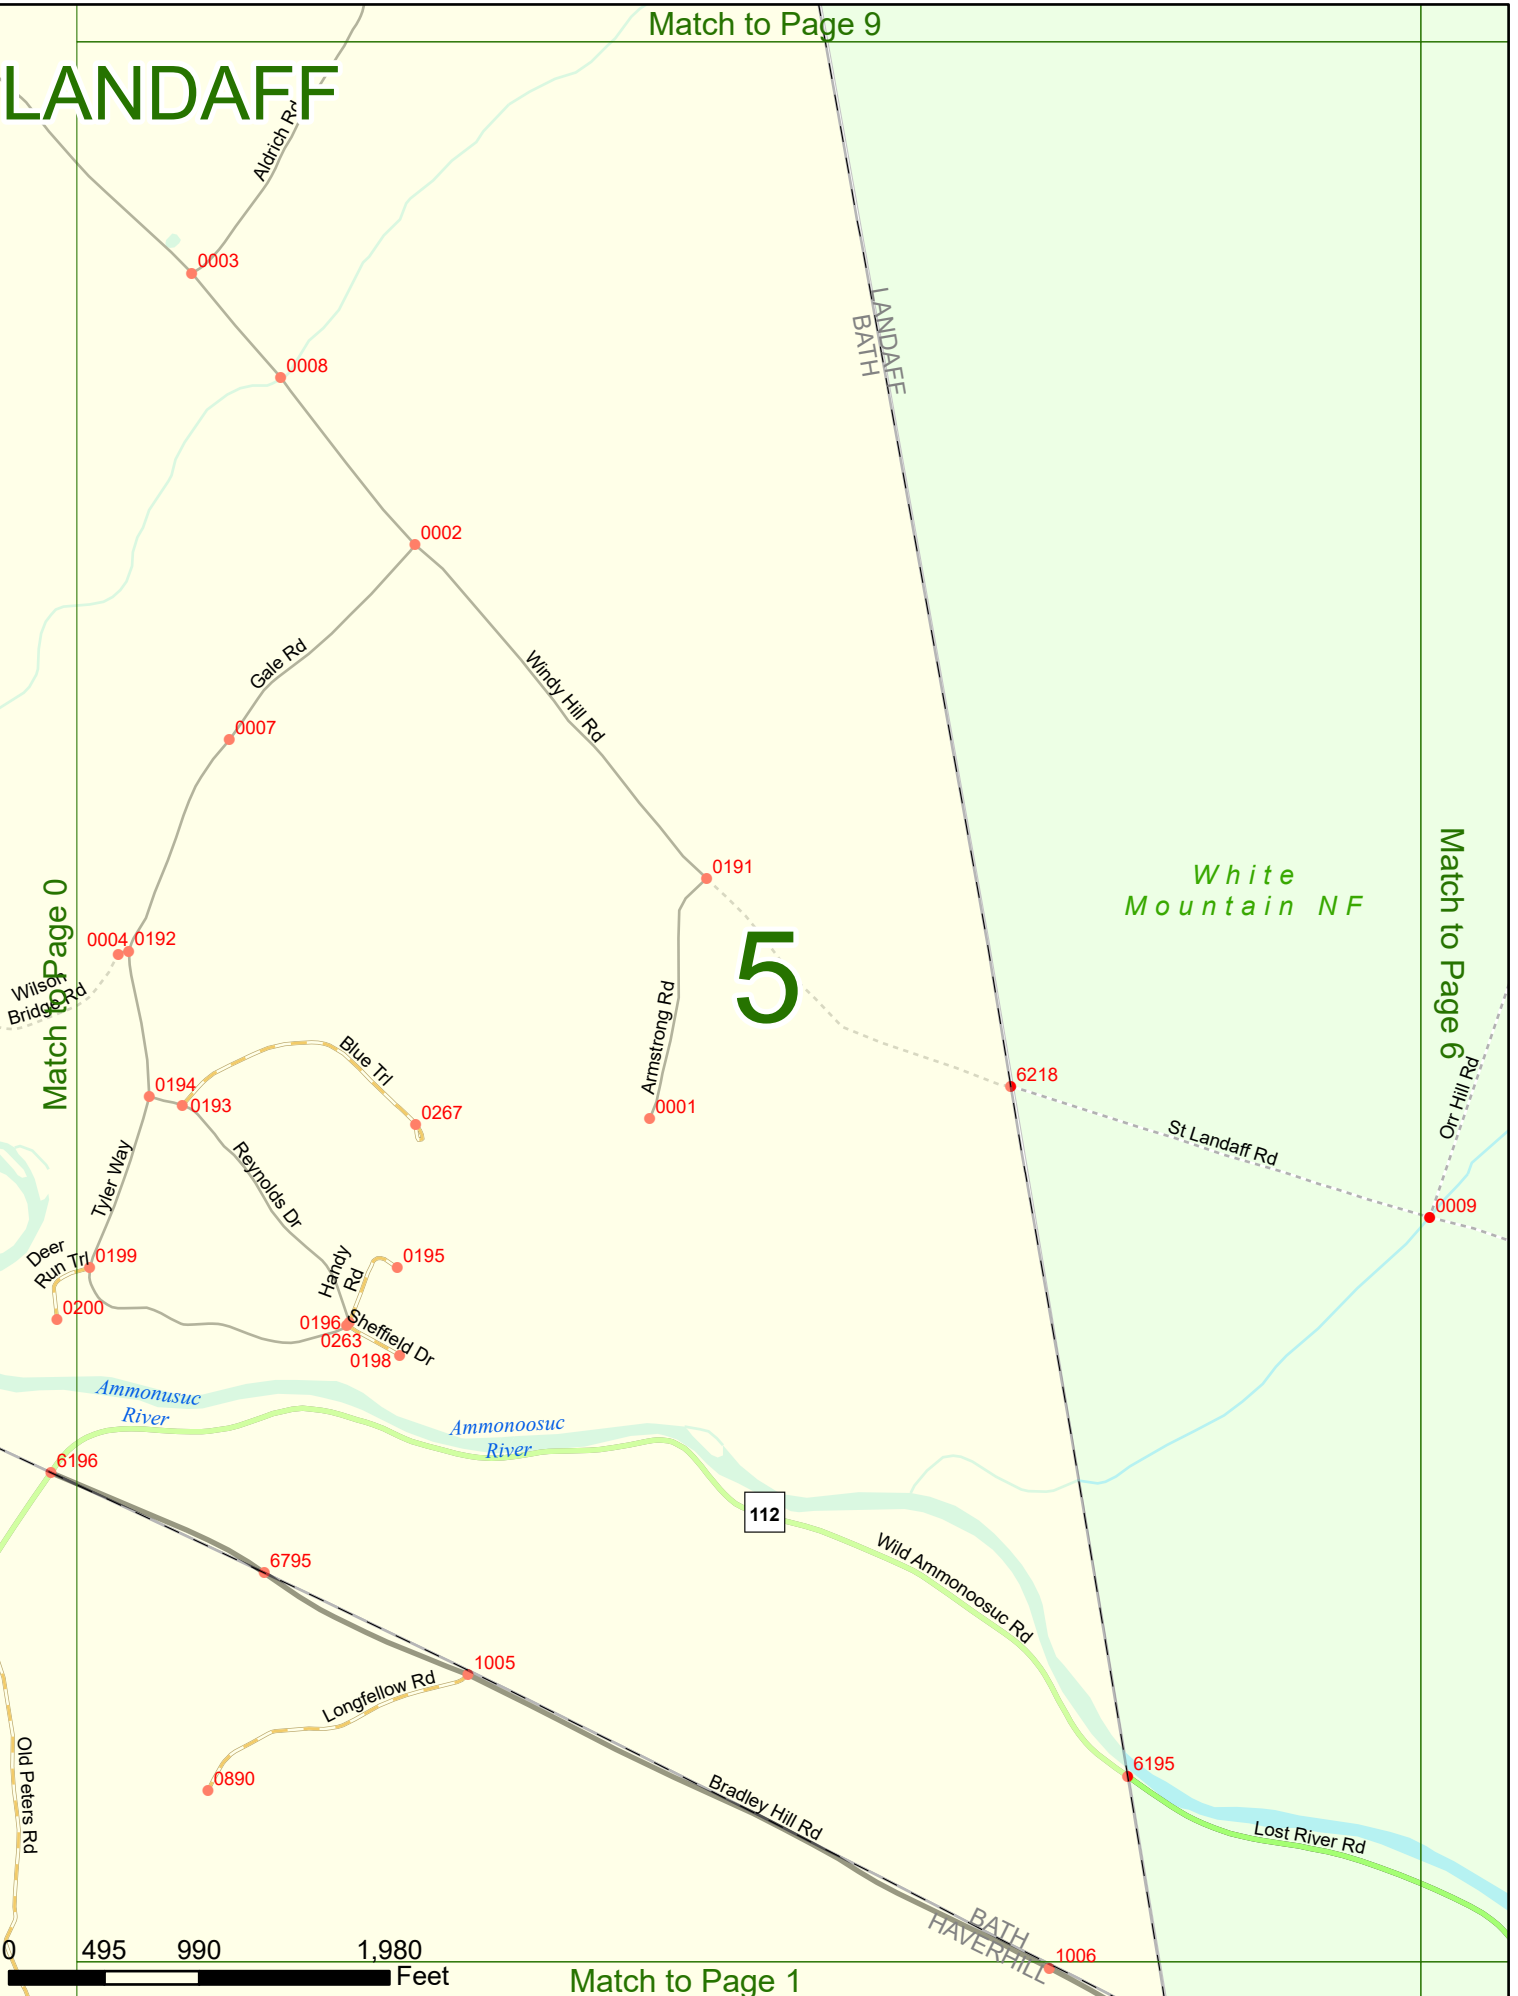 Match to Page 9
LANDAFF
Aldrich Rd
0003
0008
LANDAFF
BATH
0002
Gale Rd
Windy Hill Rd
0007
0191
White
Mountain NF
Match to Page 0
Match to Page 6
0004
0192
5
Wilson
Bridge Rd
Armstrong Rd
Blue Trl
6218
0194
0193
0267
0001
Orr Hill Rd
St Landaff Rd
Tyler Way
Reynolds Dr
0009
Deer
Run Trl
0199
Handy
Rd
0195
0200
0196
0263
Sheffield Dr
0198
Ammonusuc
River
Ammonoosuc
River
6196
112
Wild Ammonoosuc Rd
6795
1005
Longfellow Rd
Old Peters Rd
0890
6195
Bradley Hill Rd
Lost River Rd
BATH
HAVERHILL
1006
0 495 990 1,980
Feet
Match to Page 1